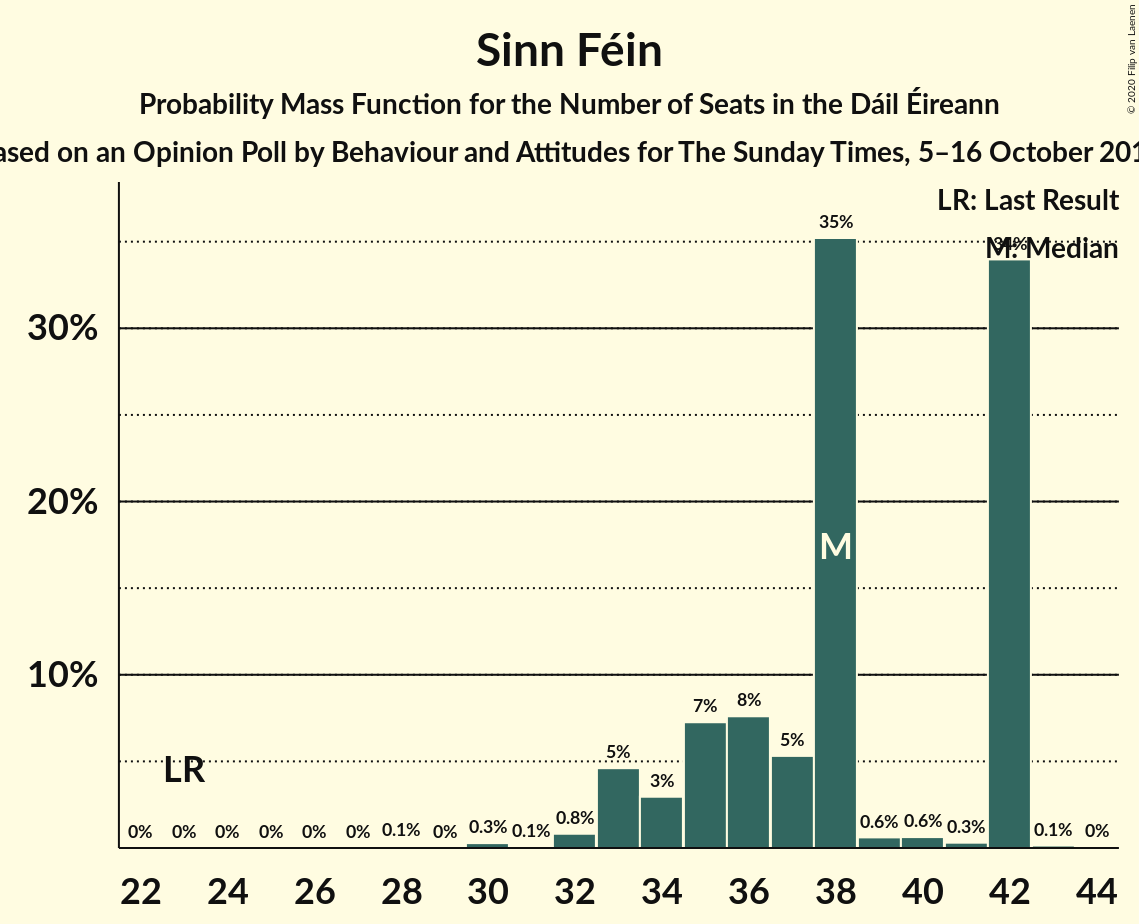 Sinn Féin
Probability Mass Function for the Number of Seats in the Dáil Éireann
ased on an Opinion Poll by Behaviour and Attitudes for The Sunday Times, 5–16 October 201
© 2020 Filip van Laenen
LR: Last Result
M: Median
35%
34%
30%
20%
10%
M
LR
0% 0% 0% 0% 0% 0% 0.1% 0% 0.3% 0.1% 0.8% 5% 3% 7% 8% 5% 0.6% 0.6% 0.3% 0.1% 0%
22 24 26 28 30 32 34 36 38 40 42 44